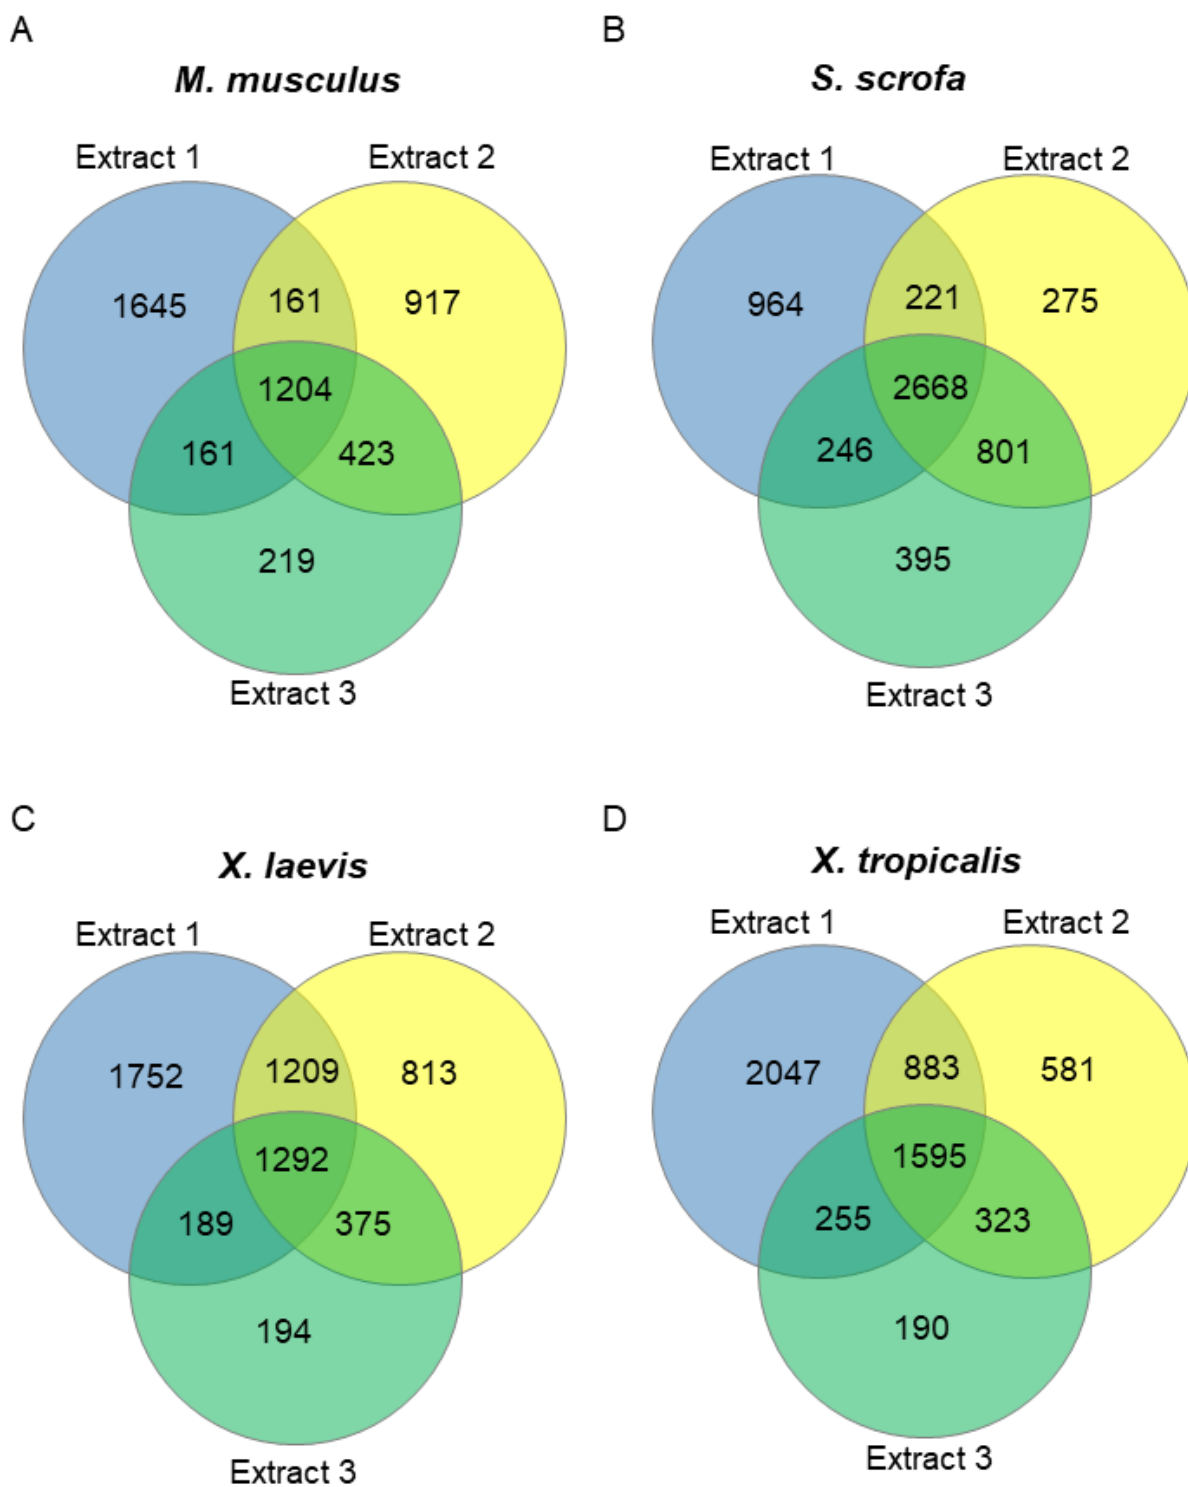 A
M. musculus
Extract 1
Extract 2
1645
161
917
1204
161
423
219
Extract 3
B
S. scrofa
Extract 1
Extract 2
964
221
275
2668
246
801
395
Extract 3
C
X. laevis
Extract 1
Extract 2
1752
1209
813
1292
189
375
194
Extract 3
D
X. tropicalis
Extract 1
Extract 2
2047
883
581
1595
255
323
190
Extract 3